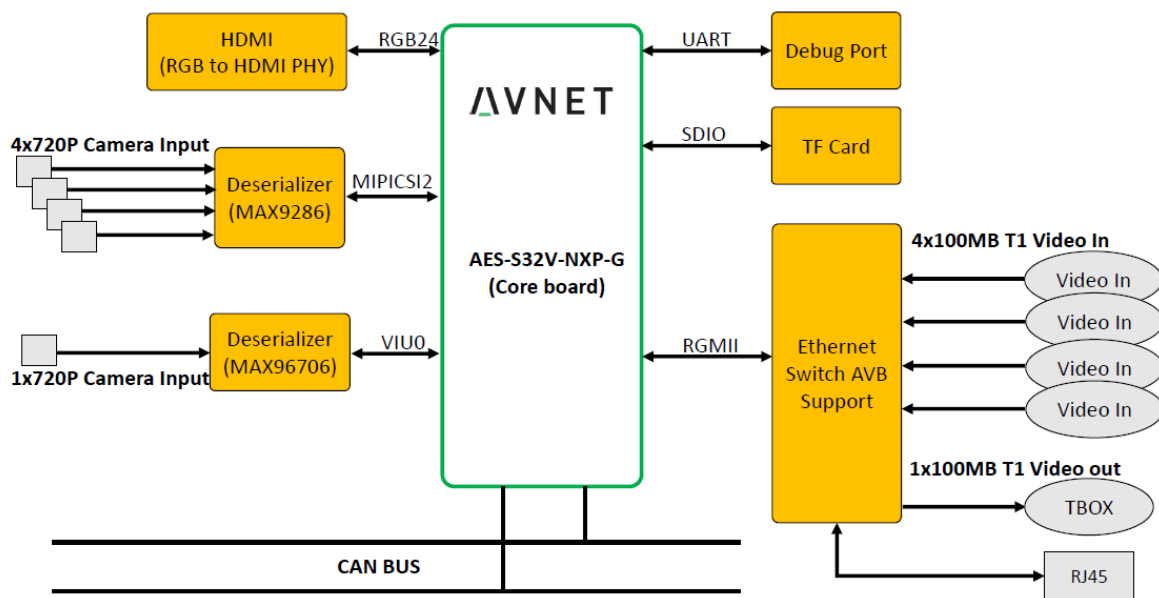 HDMI
(RGB to HDMI PHY)
RGB24
AVNET
UART
Debug Port
4x720P Camera Input
Deserializer
(MAX9286)
MIPICSI2
SDIO
TF Card
AES-S32V-NXP-G
(Core board)
4x100MB T1 Video In
Video In
Video In
Video In
Video In
Deserializer
(MAX96706)
VIU0
1x720P Camera Input
RGMII
Ethernet
Switch AVB
Support
1x100MB T1 Video out
TBOX
CAN BUS
RJ45